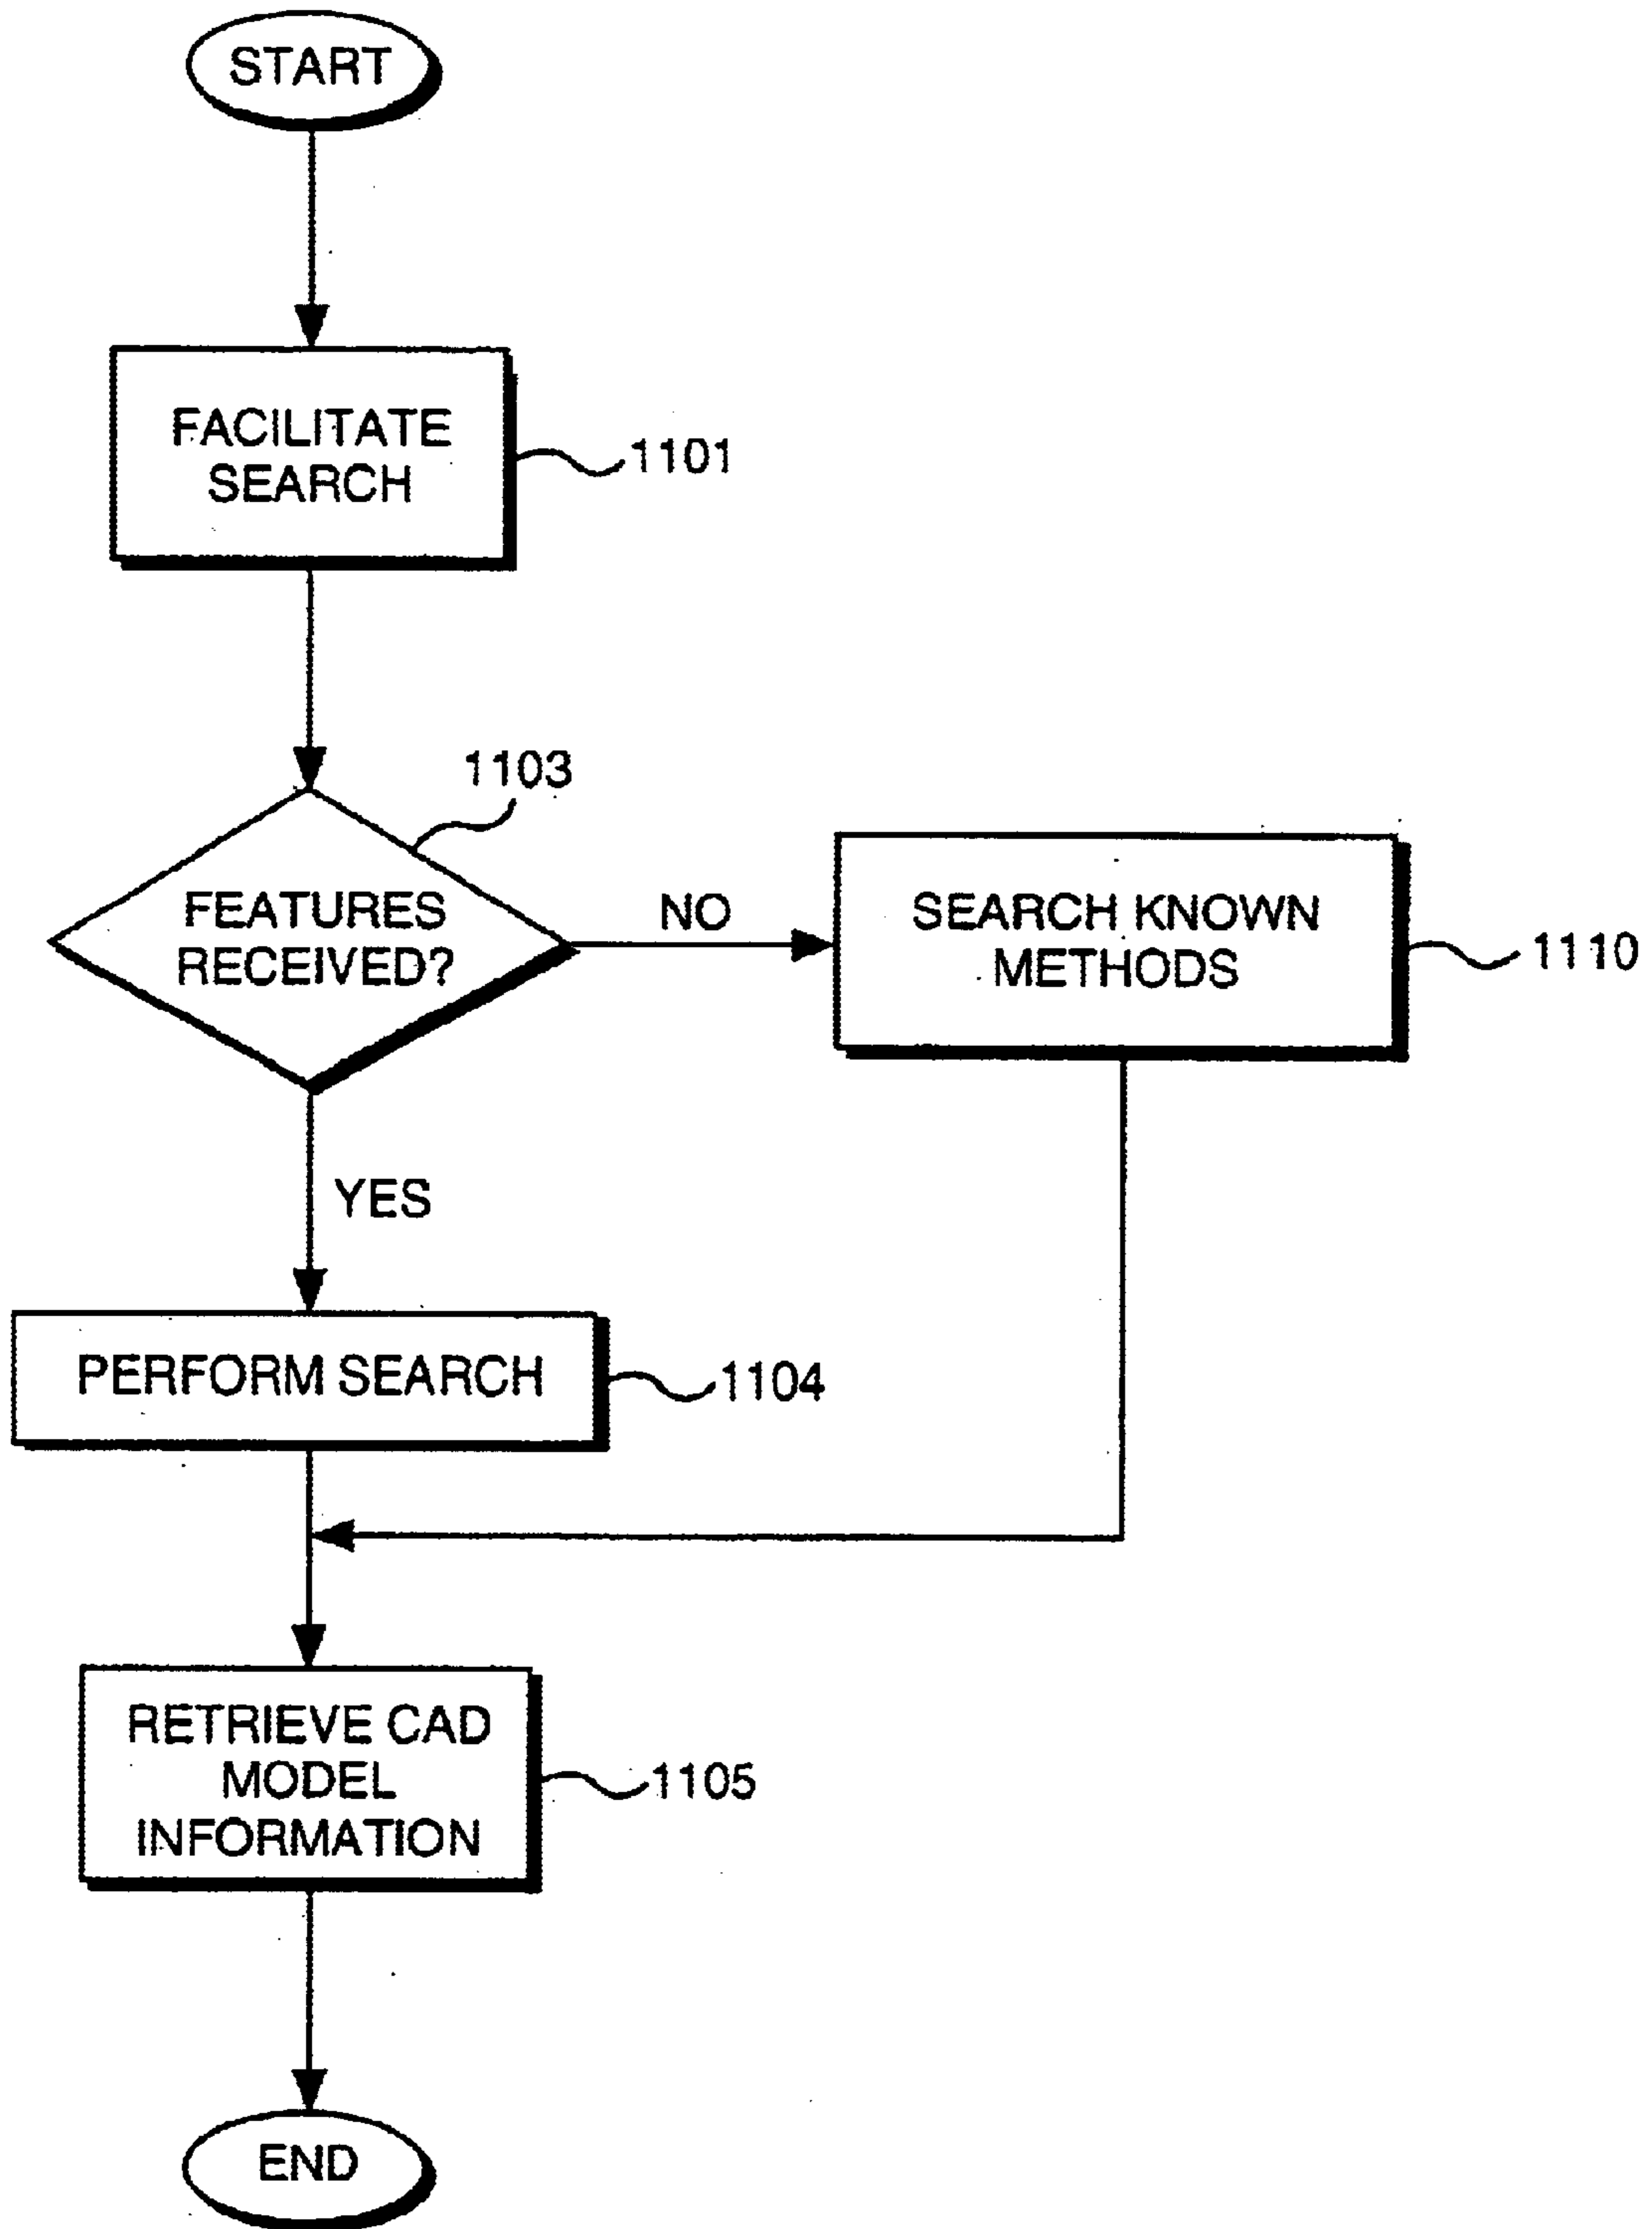 START
FACILITATE
SEARCH
1101
1103
FEATURES
RECEIVED?
NO
SEARCH KNOWN
METHODS
1110
YES
PERFORM SEARCH
1104
RETRIEVE CAD
MODEL
INFORMATION
1105
END